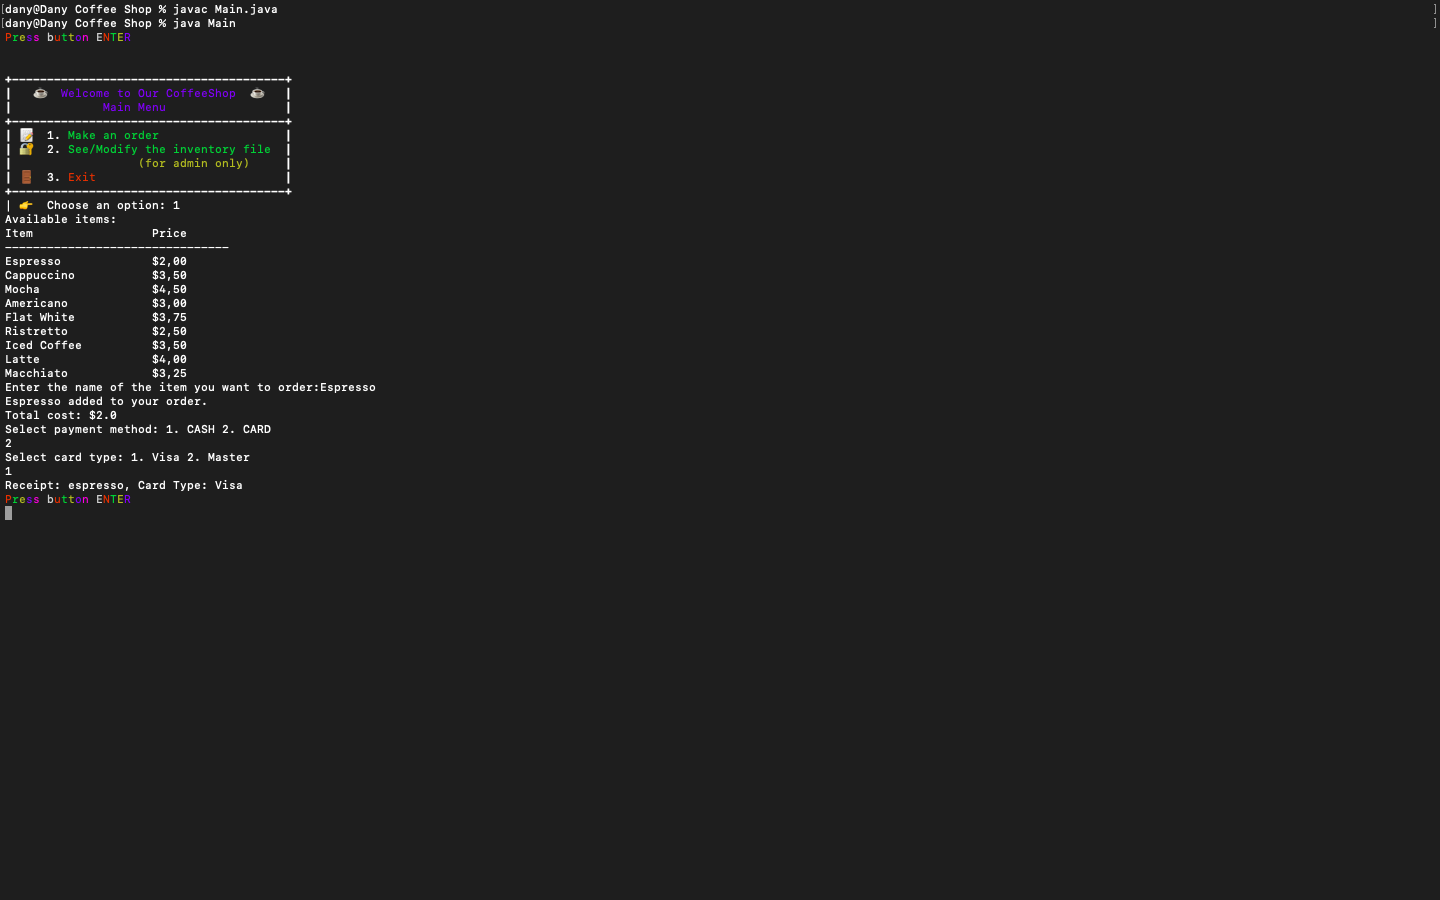 [dany@Dany Coffee Shop % javac Main.java ]
[dany@Dany Coffee Shop % java Main ]
Press button ENTER
+---------------------------------------+
| ☕ Welcome to Our CoffeeShop ☕ |
| Main Menu |
+---------------------------------------+
| 📝 1. Make an order |
| 🔐 2. See/Modify the inventory file |
| (for admin only) |
| 🚪 3. Exit |
+---------------------------------------+
| 👉 Choose an option: 1
Available items:
Item Price
--------------------------------
Espresso $2,00
Cappuccino $3,50
Mocha $4,50
Americano $3,00
Flat White $3,75
Ristretto $2,50
Iced Coffee $3,50
Latte $4,00
Macchiato $3,25
Enter the name of the item you want to order:Espresso
Espresso added to your order.
Total cost: $2.0
Select payment method: 1. CASH 2. CARD
2
Select card type: 1. Visa 2. Master
1
Receipt: espresso, Card Type: Visa
Press button ENTER